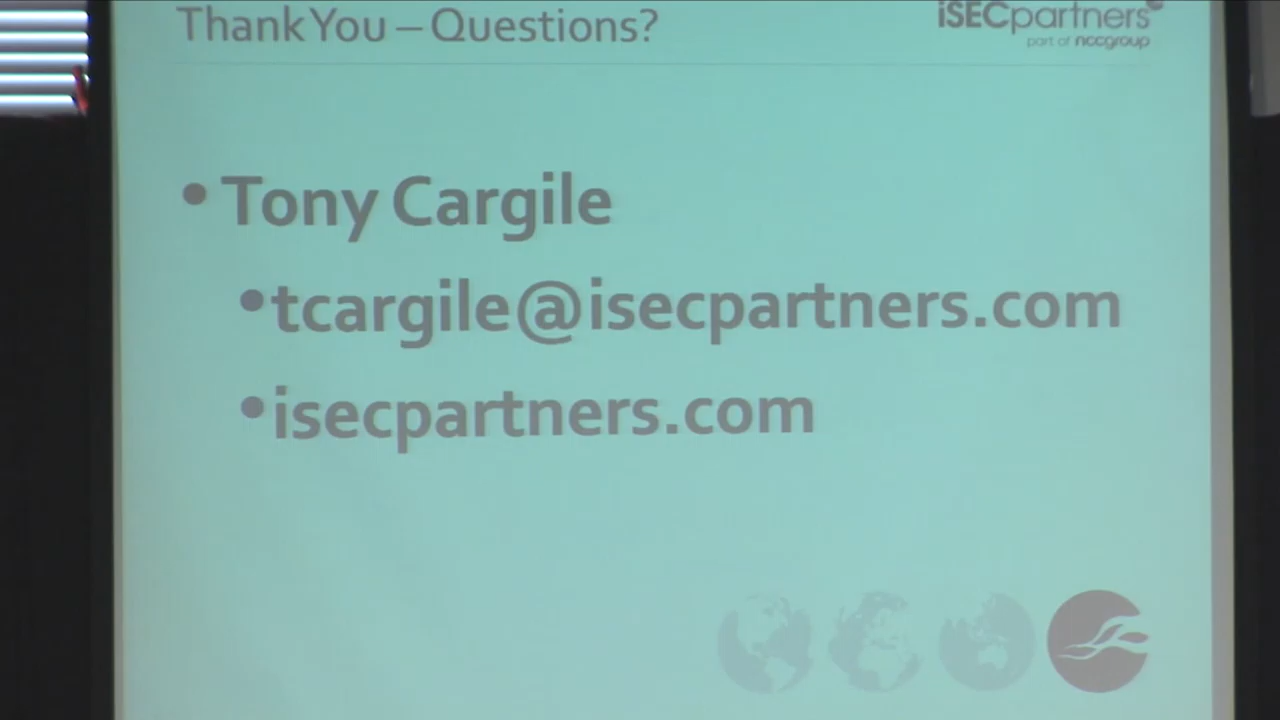 Thank You – Questions?
iSECpartners
part of nccgroup
• Tony Cargile
• tcargile@isecpartners.com
• isecpartners.com